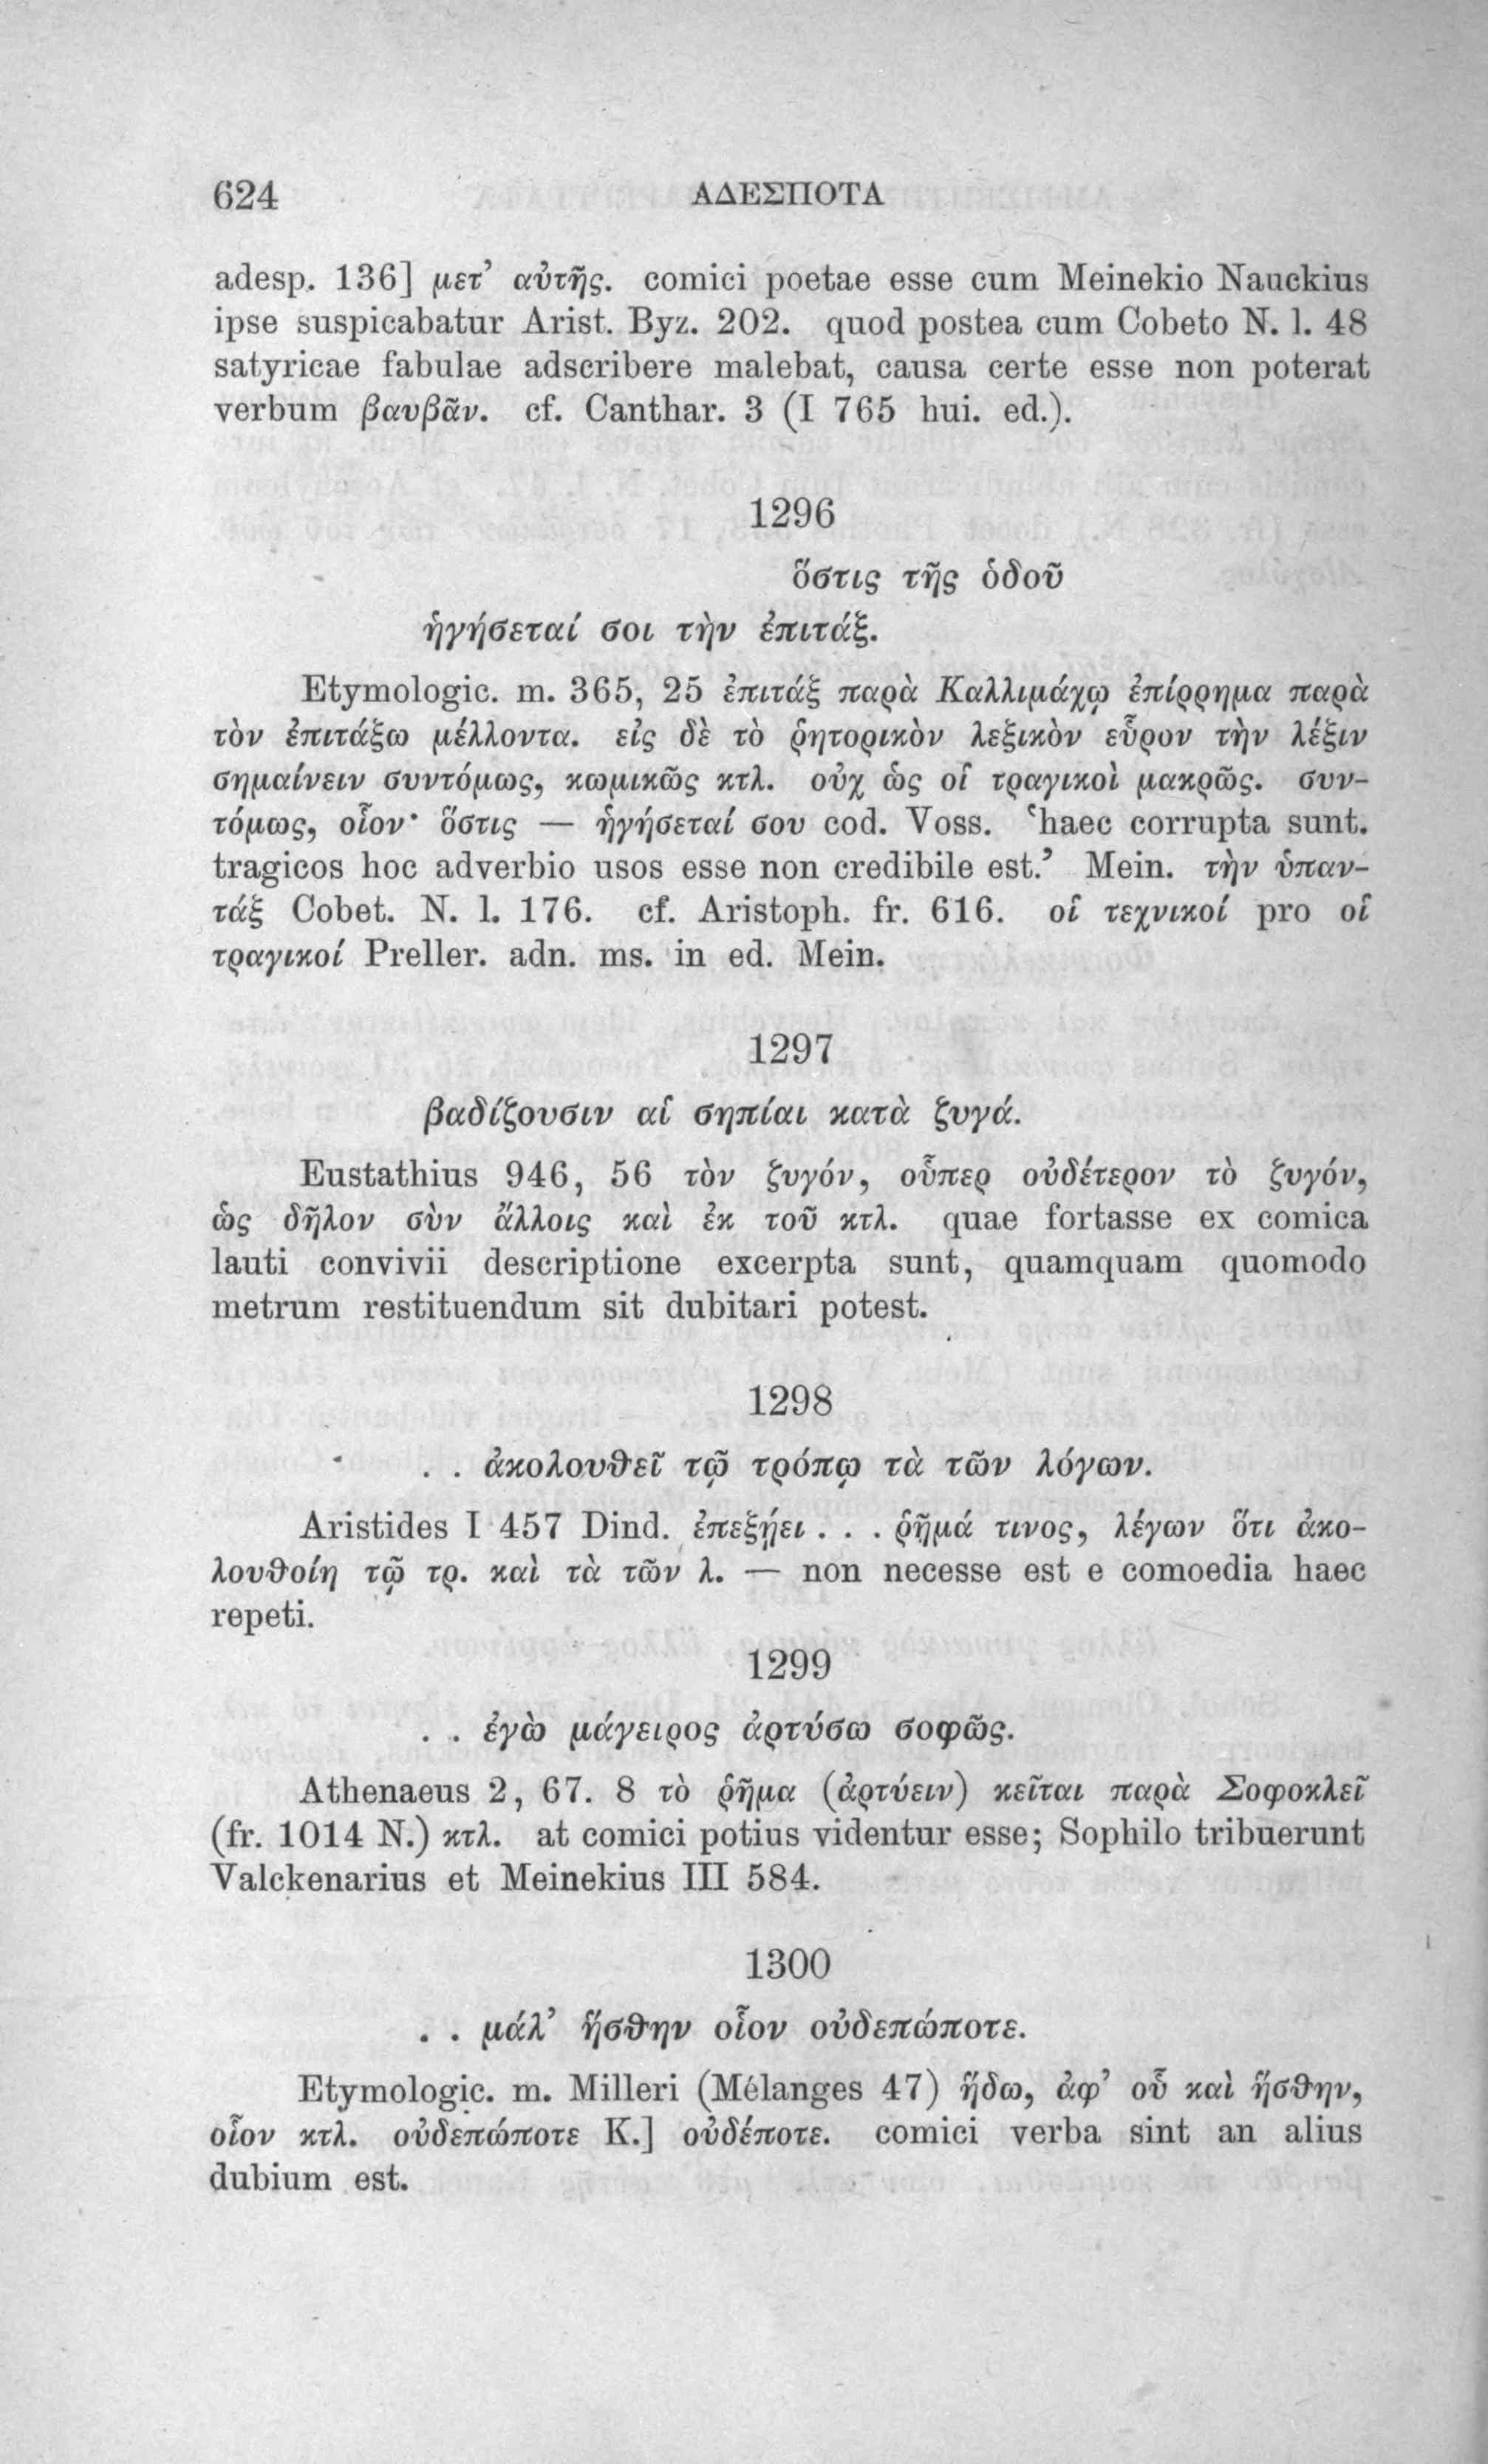 624 ΑΔΕΣΠΟΤΑ
adesp. 136] μετ’ αὐτῆς. comici poetae esse cum Meinekio Nauckius
ipse suspicabatur Arist. Byz. 202. quod postea cum Cobeto N. l. 48
satyricae fabulae adscribere malebat, causa certe esse non poterat
verbum βαυβᾶν. cf. Canthar. 3 (I 765 hui. ed.).
1296
ὅστις τῆς ὁδοῦ
ἡγήσεταί σοι τὴν ἐπιτάξ.
Etymologic. m. 365, 25 ἐπιτάξ παρὰ Καλλιμάχῳ ἐπίρρημα παρὰ
τὸν ἐπιτάξω μέλλοντα. εἰς δὲ τὸ ῥητορικὸν λεξικὸν εὗρον τὴν λέξιν
σημαίνειν συντόμως, κωμικῶς κτλ. οὐχ ὡς οἱ τραγικοὶ μακρῶς. συν-
τόμως, οἷον· ὅστις — ἡγήσεταί σου cod. Voss. ‘haec corrupta sunt.
tragicos hoc adverbio usos esse non credibile est.’ Mein. τὴν ὑπαν-
τάξ Cobet. N. l. 176. cf. Aristoph. fr. 616. οἱ τεχνικοί pro οἱ
τραγικοί Preller. adn. ms. in ed. Mein.
1297
βαδίζουσιν αἱ σηπίαι κατὰ ζυγά.
Eustathius 946, 56 τὸν ζυγόν, οὗπερ οὐδέτερον τὸ ζυγόν,
ὡς δῆλον σὺν ἄλλοις καὶ ἐκ τοῦ κτλ. quae fortasse ex comica
lauti convivii descriptione excerpta sunt, quamquam quomodo
metrum restituendum sit dubitari potest.
1298
. . ἀκολουθεῖ τῷ τρόπῳ τὰ τῶν λόγων.
Aristides I 457 Dind. ἐπεξῄει . . . ῥῆμά τινος, λέγων ὅτι ἀκο-
λουθοίη τῷ τρ. καὶ τὰ τῶν λ. — non necesse est e comoedia haec
repeti.
1299
. . ἐγὼ μάγειρος ἀρτύσω σοφῶς.
Athenaeus 2, 67. 8 τὸ ῥῆμα (ἀρτύειν) κεῖται παρὰ Σοφοκλεῖ
(fr. 1014 N.) κτλ. at comici potius videntur esse; Sophilo tribuerunt
Valckenarius et Meinekius III 584.
1300
. . μάλ’ ἥσθην οἷον οὐδεπώποτε.
Etymologic. m. Milleri (Mélanges 47) ἥδω, ἀφ’ οὗ καὶ ἥσθην,
οἷον κτλ. οὐδεπώποτε K.] οὐδέποτε. comici verba sint an alius
dubium est.